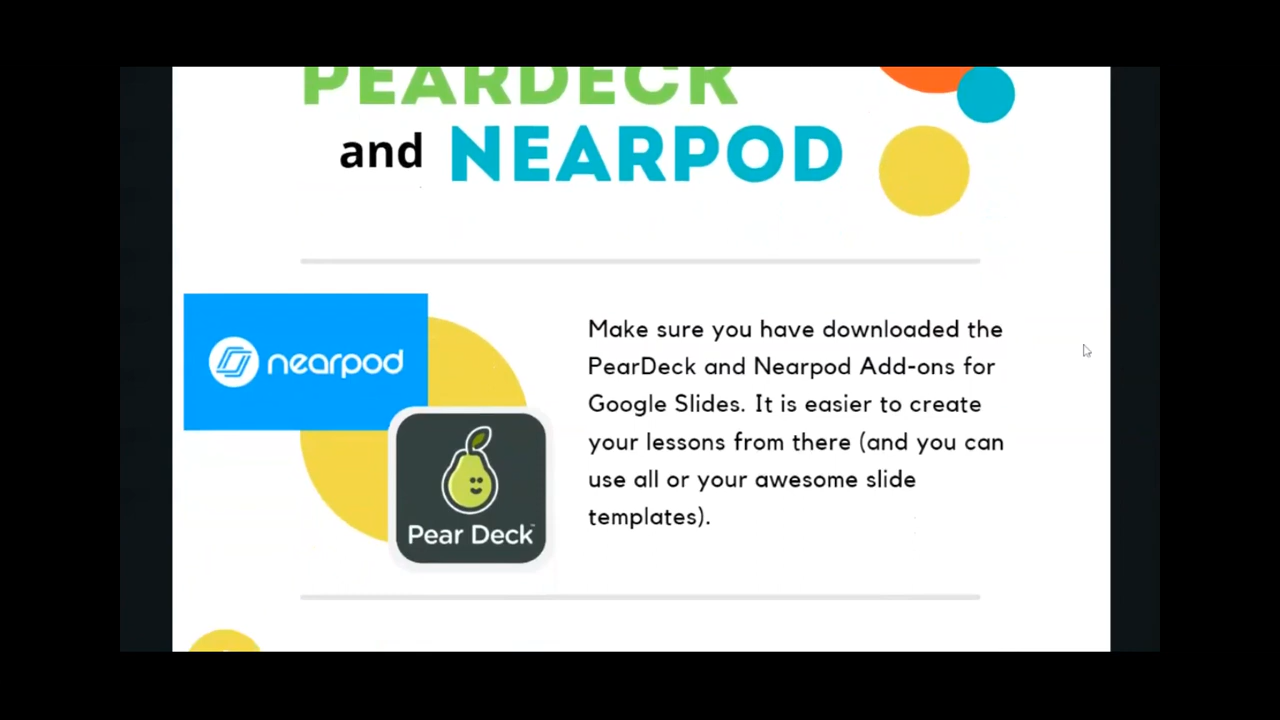 PEARDECK
and NEARPOD
nearpod
Pear Deck
Make sure you have downloaded the
PearDeck and Nearpod Add-ons for
Google Slides. It is easier to create
your lessons from there (and you can
use all or your awesome slide
templates).